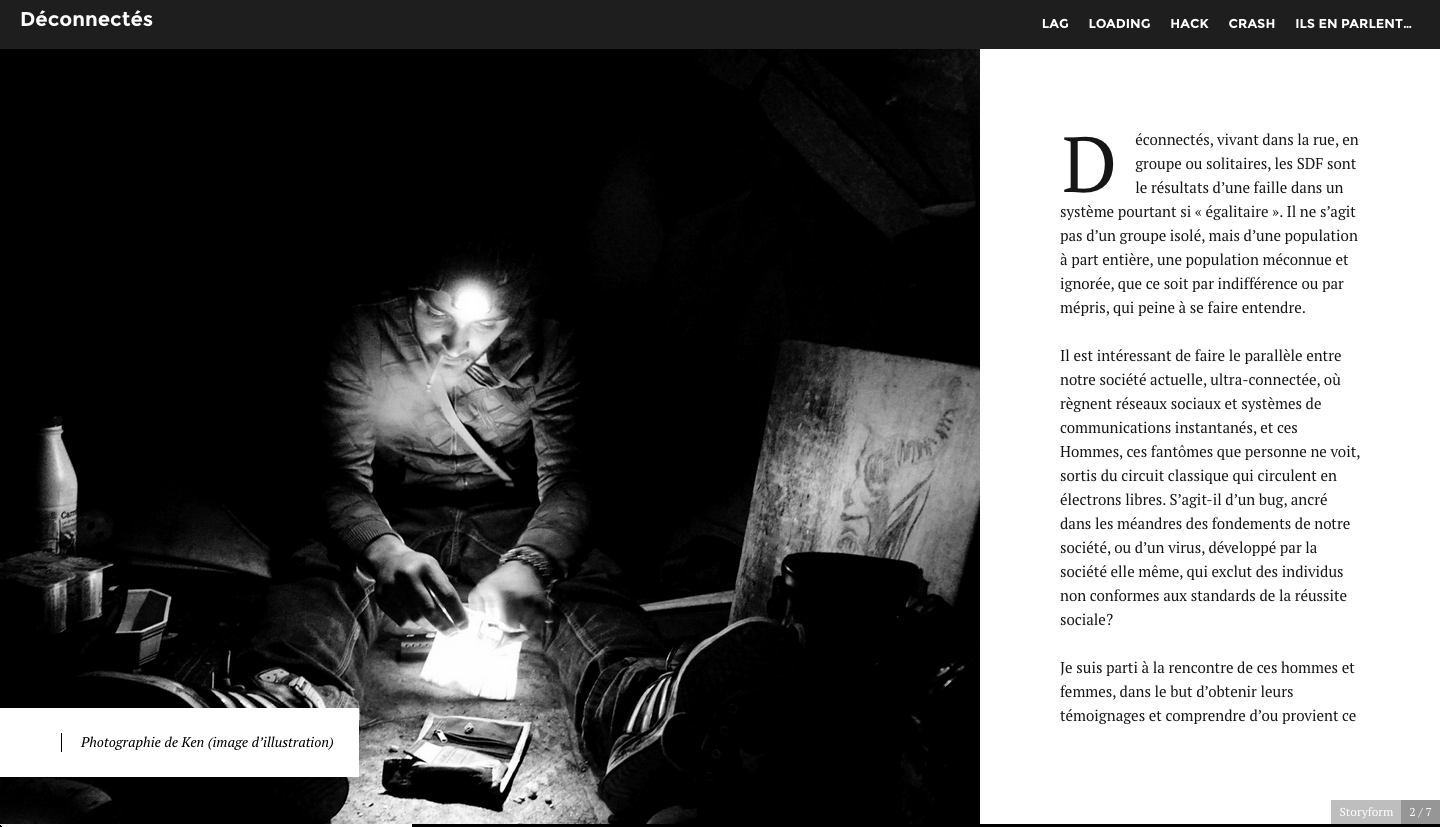 Déconnectés
LAG LOADING HACK CRASH ILS EN PARLENT…
D
éconnectés, vivant dans la rue, en
groupe ou solitaires, les SDF sont
le résultats d’une faille dans un
système pourtant si « égalitaire ». Il ne s’agit
pas d’un groupe isolé, mais d’une population
à part entière, une population méconnue et
ignorée, que ce soit par indifférence ou par
mépris, qui peine à se faire entendre.
Il est intéressant de faire le parallèle entre
notre société actuelle, ultra-connectée, où
règnent réseaux sociaux et systèmes de
communications instantanés, et ces
Hommes, ces fantômes que personne ne voit,
sortis du circuit classique qui circulent en
électrons libres. S’agit-il d’un bug, ancré
dans les méandres des fondements de notre
société, ou d’un virus, développé par la
société elle même, qui exclut des individus
non conformes aux standards de la réussite
sociale?
Je suis parti à la rencontre de ces hommes et
femmes, dans le but d’obtenir leurs
témoignages et comprendre d’ou provient ce
Photographie de Ken (image d’illustration)
Storyform 2 / 7